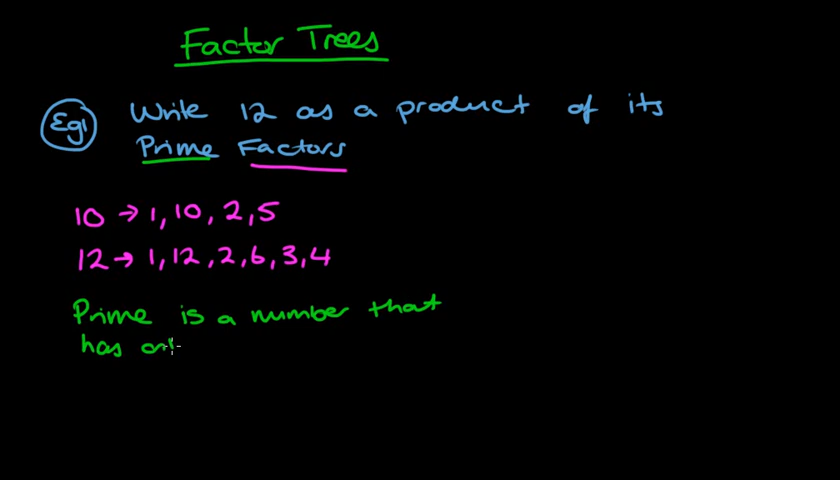 Factor Trees
Eg1 Write 12 as a product of its
Prime Factors
10 → 1, 10, 2, 5
12 → 1, 12, 2, 6, 3, 4
Prime is a number that
has